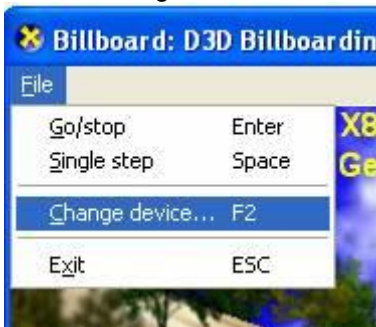 Billboard: D3D Billboardin
File
Go/stop Enter
Single step Space
Change device... F2
Exit ESC
X8
Ge